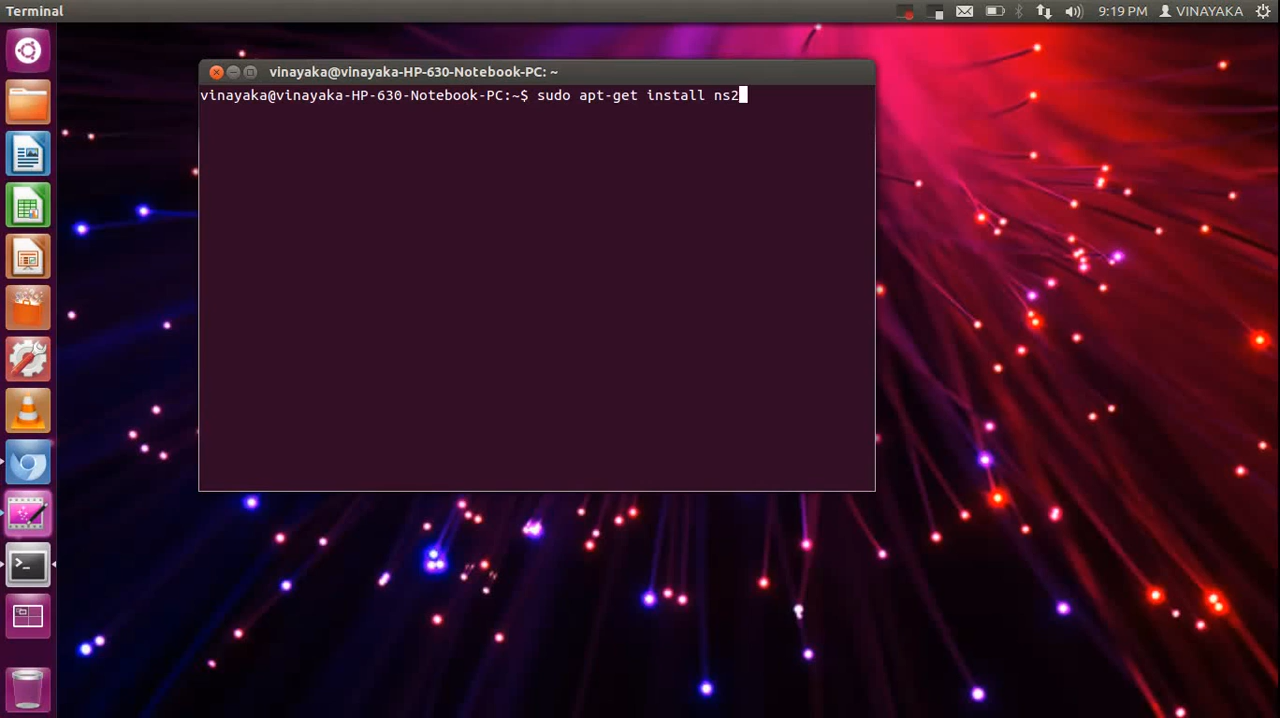 Terminal
9:19 PM VINAYAKA
vinayaka@vinayaka-HP-630-Notebook-PC: ~
vinayaka@vinayaka-HP-630-Notebook-PC:~$ sudo apt-get install ns2
>_